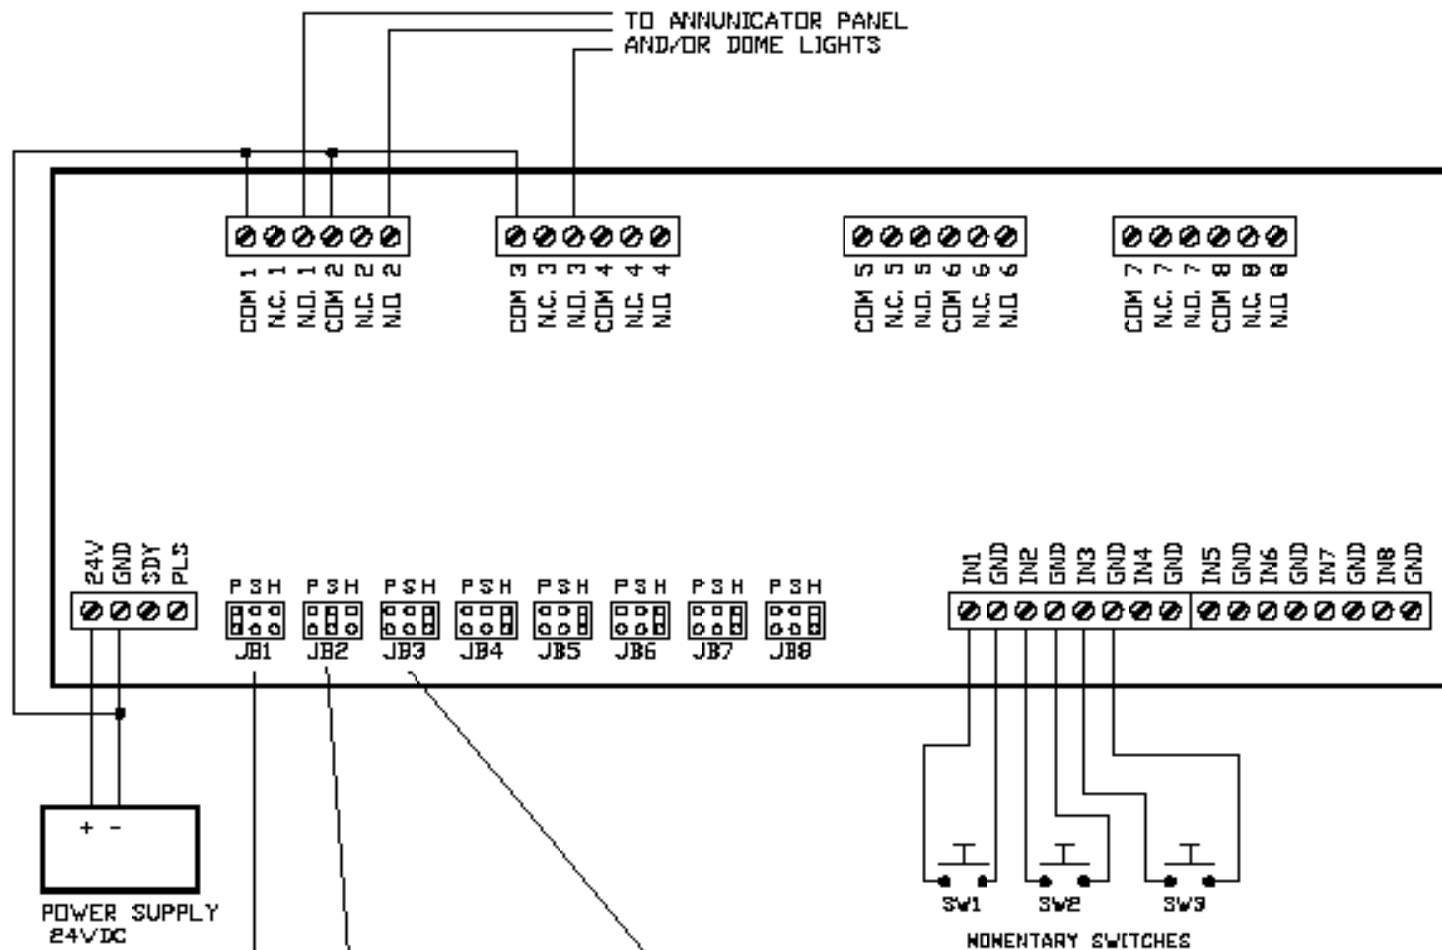 TO ANNUNICATOR PANEL
AND/OR DOME LIGHTS
COM 1
N.C. 1
N.O. 1
COM 2
N.C. 2
N.O. 2
COM 3
N.C. 3
N.O. 3
COM 4
N.C. 4
N.O. 4
COM 5
N.C. 5
N.O. 5
COM 6
N.C. 6
N.O. 6
COM 7
N.C. 7
N.O. 7
COM 8
N.C. 8
N.O. 8
24V
GND
SDY
PLS
P S H
P S H
P S H
P S H
P S H
P S H
P S H
P S H
JB1
JB2
JB3
JB4
JB5
JB6
JB7
JB8
IN1
GND
IN2
GND
IN3
GND
IN4
GND
IN5
GND
IN6
GND
IN7
GND
IN8
GND
+ -
POWER SUPPLY
24VDC
SW1
SW2
SW3
MOMENTARY SWITCHES